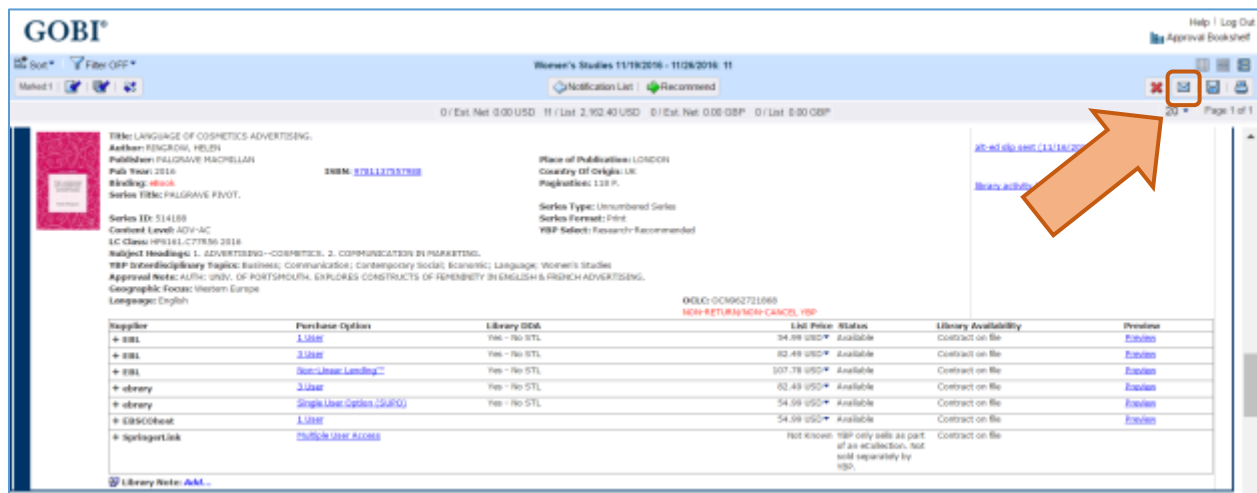 GOBI®
Help | Log Out
Approval Bookshelf
Sort Filter OFF
Women's Studies 11/19/2016 - 11/26/2016: 11
Marked:1
Notification List | Recommend
0 / Est. Net 0.00 USD 11 / List 2,162.40 USD 0 / Est. Net 0.00 GBP 0 / List 0.00 GBP
20 Page 1 of 1
Title: LANGUAGE OF COSMETICS ADVERTISING.
Author: RINGROW, HELEN
Publisher: PALGRAVE MACMILLAN Place of Publication: LONDON
Pub Year: 2016 ISBN: 9781137557988 Country Of Origin: UK
Binding: eBook Pagination: 118 P.
Series Title: PALGRAVE PIVOT.
alt-ed slip sent (11/16/20
library activity
Series Type: Unnumbered Series
Series ID: 514188 Series Format: Print
Content Level: ADV-AC YBP Select: Research-Recommended
LC Class: HF6161.C77R56 2016
Subject Headings: 1. ADVERTISING--COSMETICS. 2. COMMUNICATION IN MARKETING.
YBP Interdisciplinary Topics: Business; Communication; Contemporary Social; Economic; Language; Women's Studies
Approval Note: AUTH: UNIV. OF PORTSMOUTH. EXPLORES CONSTRUCTS OF FEMININITY IN ENGLISH & FRENCH ADVERTISING.
Geographic Focus: Western Europe
Language: English OCLC: OCN962721868
NON-RETURN/NON-CANCEL, YBP
Supplier Purchase Option Library DDA List Price Status Library Availability Preview
+ EBL 1 User Yes - No STL 54.99 USD Available Contract on file Preview
+ EBL 3 User Yes - No STL 82.49 USD Available Contract on file Preview
+ EBL Non-Linear Lending™ Yes - No STL 107.78 USD Available Contract on file Preview
+ ebrary 3 User Yes - No STL 82.49 USD Available Contract on file Preview
+ ebrary Single User Option (SUPO) Yes - No STL 54.99 USD Available Contract on file Preview
+ EBSCOhost 1 User 54.99 USD Available Contract on file Preview
+ SpringerLink Multiple User Access Not Known YBP only sells as part Contract on file
of an eCollection. Not
sold separately by
YBP.
Library Note: Add...